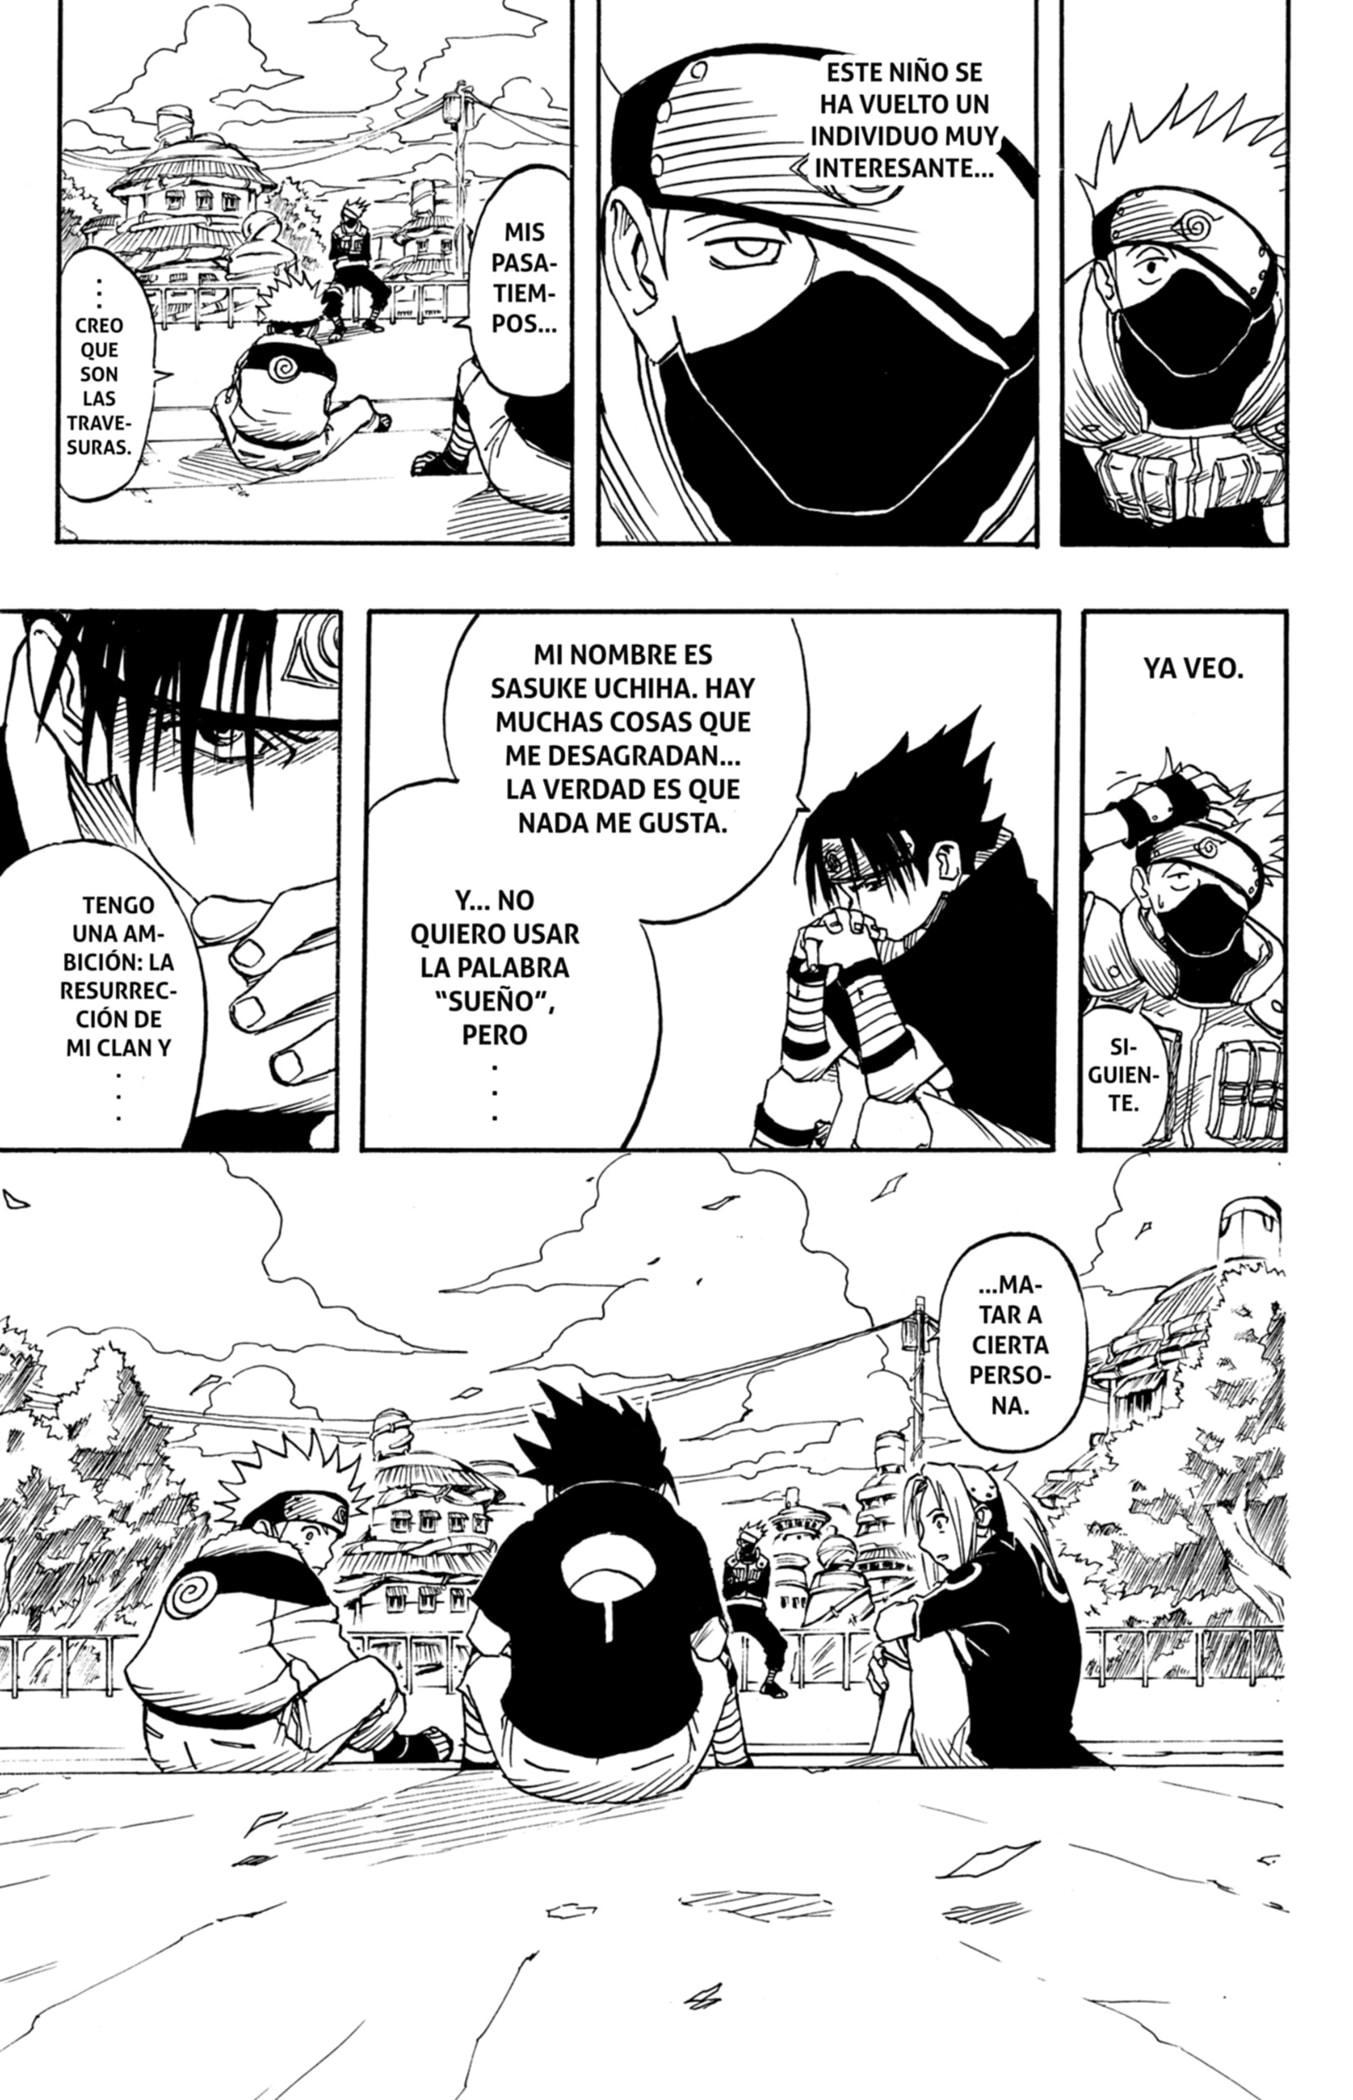 ESTE NIÑO SE
HA VUELTO UN
INDIVIDUO MUY
INTERESANTE...
MIS
PASA-
TIEM-
POS...
...
CREO
QUE
SON
LAS
TRAVE-
SURAS.
YA VEO.
SI-
GUIEN-
TE.
MI NOMBRE ES
SASUKE UCHIHA. HAY
MUCHAS COSAS QUE
ME DESAGRADAN...
LA VERDAD ES QUE
NADA ME GUSTA.
Y... NO
QUIERO USAR
LA PALABRA
“SUEÑO”,
PERO
...
TENGO
UNA AM-
BICIÓN: LA
RESURREC-
CIÓN DE
MI CLAN Y
...
...MA-
TAR A
CIERTA
PERSO-
NA.